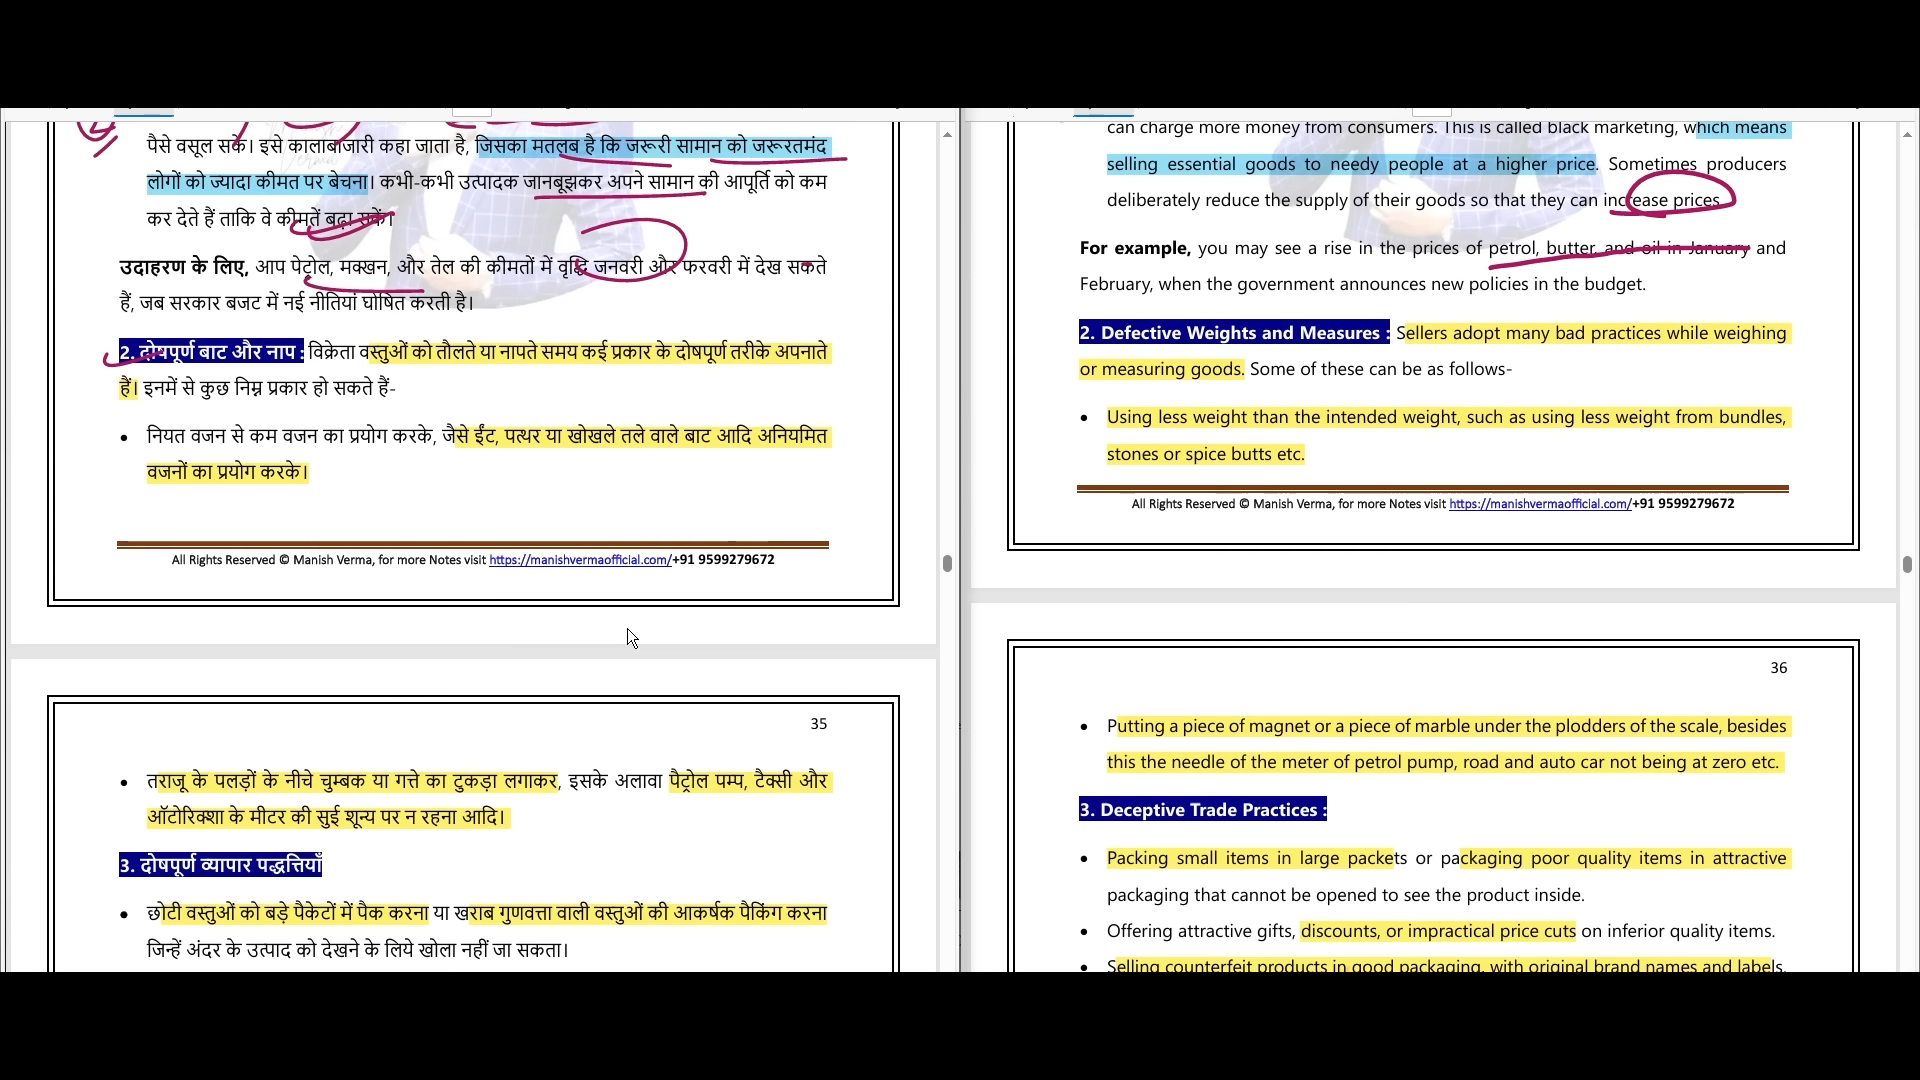 पैसे वसूल सकें। इसे कालाबाजारी कहा जाता है, जिसका मतलब है कि जरूरी सामान को जरूरतमंद
लोगों को ज्यादा कीमत पर बेचना। कभी-कभी उत्पादक जानबूझकर अपने सामान की आपूर्ति को कम
कर देते हैं ताकि वे कीमतें बढ़ा सकें।
उदाहरण के लिए, आप पेट्रोल, मक्खन, और तेल की कीमतों में वृद्धि जनवरी और फरवरी में देख सकते
हैं, जब सरकार बजट में नई नीतियां घोषित करती है।
2. दोषपूर्ण बाट और नाप : विक्रेता वस्तुओं को तौलते या नापते समय कई प्रकार के दोषपूर्ण तरीके अपनाते
हैं। इनमें से कुछ निम्न प्रकार हो सकते हैं-
• नियत वजन से कम वजन का प्रयोग करके, जैसे ईंट, पत्थर या खोखले तले वाले बाट आदि अनियमित
वजनों का प्रयोग करके।
All Rights Reserved © Manish Verma, for more Notes visit https://manishvermaofficial.com/+91 9599279672
35
• तराजू के पलड़ों के नीचे चुम्बक या गत्ते का टुकड़ा लगाकर, इसके अलावा पैट्रोल पम्प, टैक्सी और
ऑटोरिक्शा के मीटर की सुई शून्य पर न रहना आदि।
3. दोषपूर्ण व्यापार पद्धत्तियाँ
• छोटी वस्तुओं को बड़े पैकेटों में पैक करना या खराब गुणवत्ता वाली वस्तुओं की आकर्षक पैकिंग करना
जिन्हें अंदर के उत्पाद को देखने के लिये खोला नहीं जा सकता।
can charge more money from consumers. This is called black marketing, which means
selling essential goods to needy people at a higher price. Sometimes producers
deliberately reduce the supply of their goods so that they can increase prices
For example, you may see a rise in the prices of petrol, butter, and oil in January and
February, when the government announces new policies in the budget.
2. Defective Weights and Measures : Sellers adopt many bad practices while weighing
or measuring goods. Some of these can be as follows-
• Using less weight than the intended weight, such as using less weight from bundles,
stones or spice butts etc.
All Rights Reserved © Manish Verma, for more Notes visit https://manishvermaofficial.com/+91 9599279672
36
• Putting a piece of magnet or a piece of marble under the plodders of the scale, besides
this the needle of the meter of petrol pump, road and auto car not being at zero etc.
3. Deceptive Trade Practices :
• Packing small items in large packets or packaging poor quality items in attractive
packaging that cannot be opened to see the product inside.
• Offering attractive gifts, discounts, or impractical price cuts on inferior quality items.
• Selling counterfeit products in good packaging, with original brand names and labels.